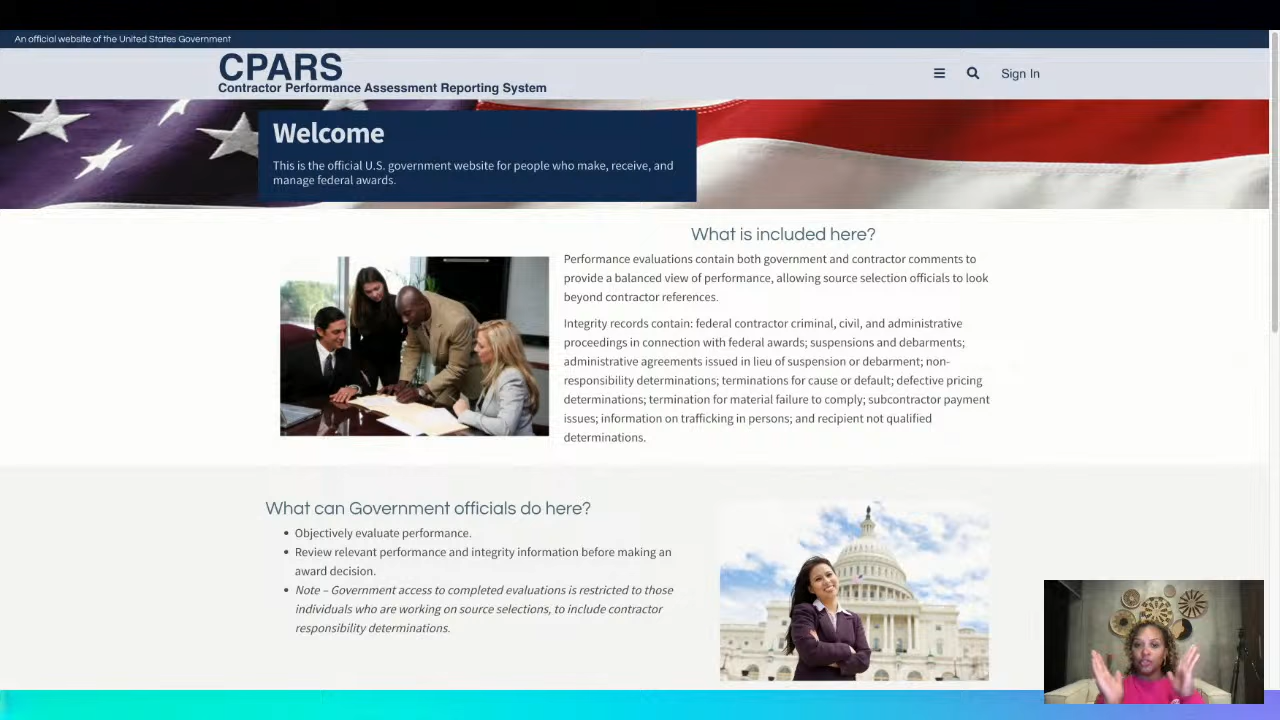 An official website of the United States Government
CPARS
Contractor Performance Assessment Reporting System
Sign In
Welcome
This is the official U.S. government website for people who make, receive, and
manage federal awards.
What is included here?
Performance evaluations contain both government and contractor comments to
provide a balanced view of performance, allowing source selection officials to look
beyond contractor references.
Integrity records contain: federal contractor criminal, civil, and administrative
proceedings in connection with federal awards; suspensions and debarments;
administrative agreements issued in lieu of suspension or debarment; non-
responsibility determinations; terminations for cause or default; defective pricing
determinations; termination for material failure to comply; subcontractor payment
issues; information on trafficking in persons; and recipient not qualified
determinations.
What can Government officials do here?
Objectively evaluate performance.
Review relevant performance and integrity information before making an
award decision.
Note – Government access to completed evaluations is restricted to those
individuals who are working on source selections, to include contractor
responsibility determinations.